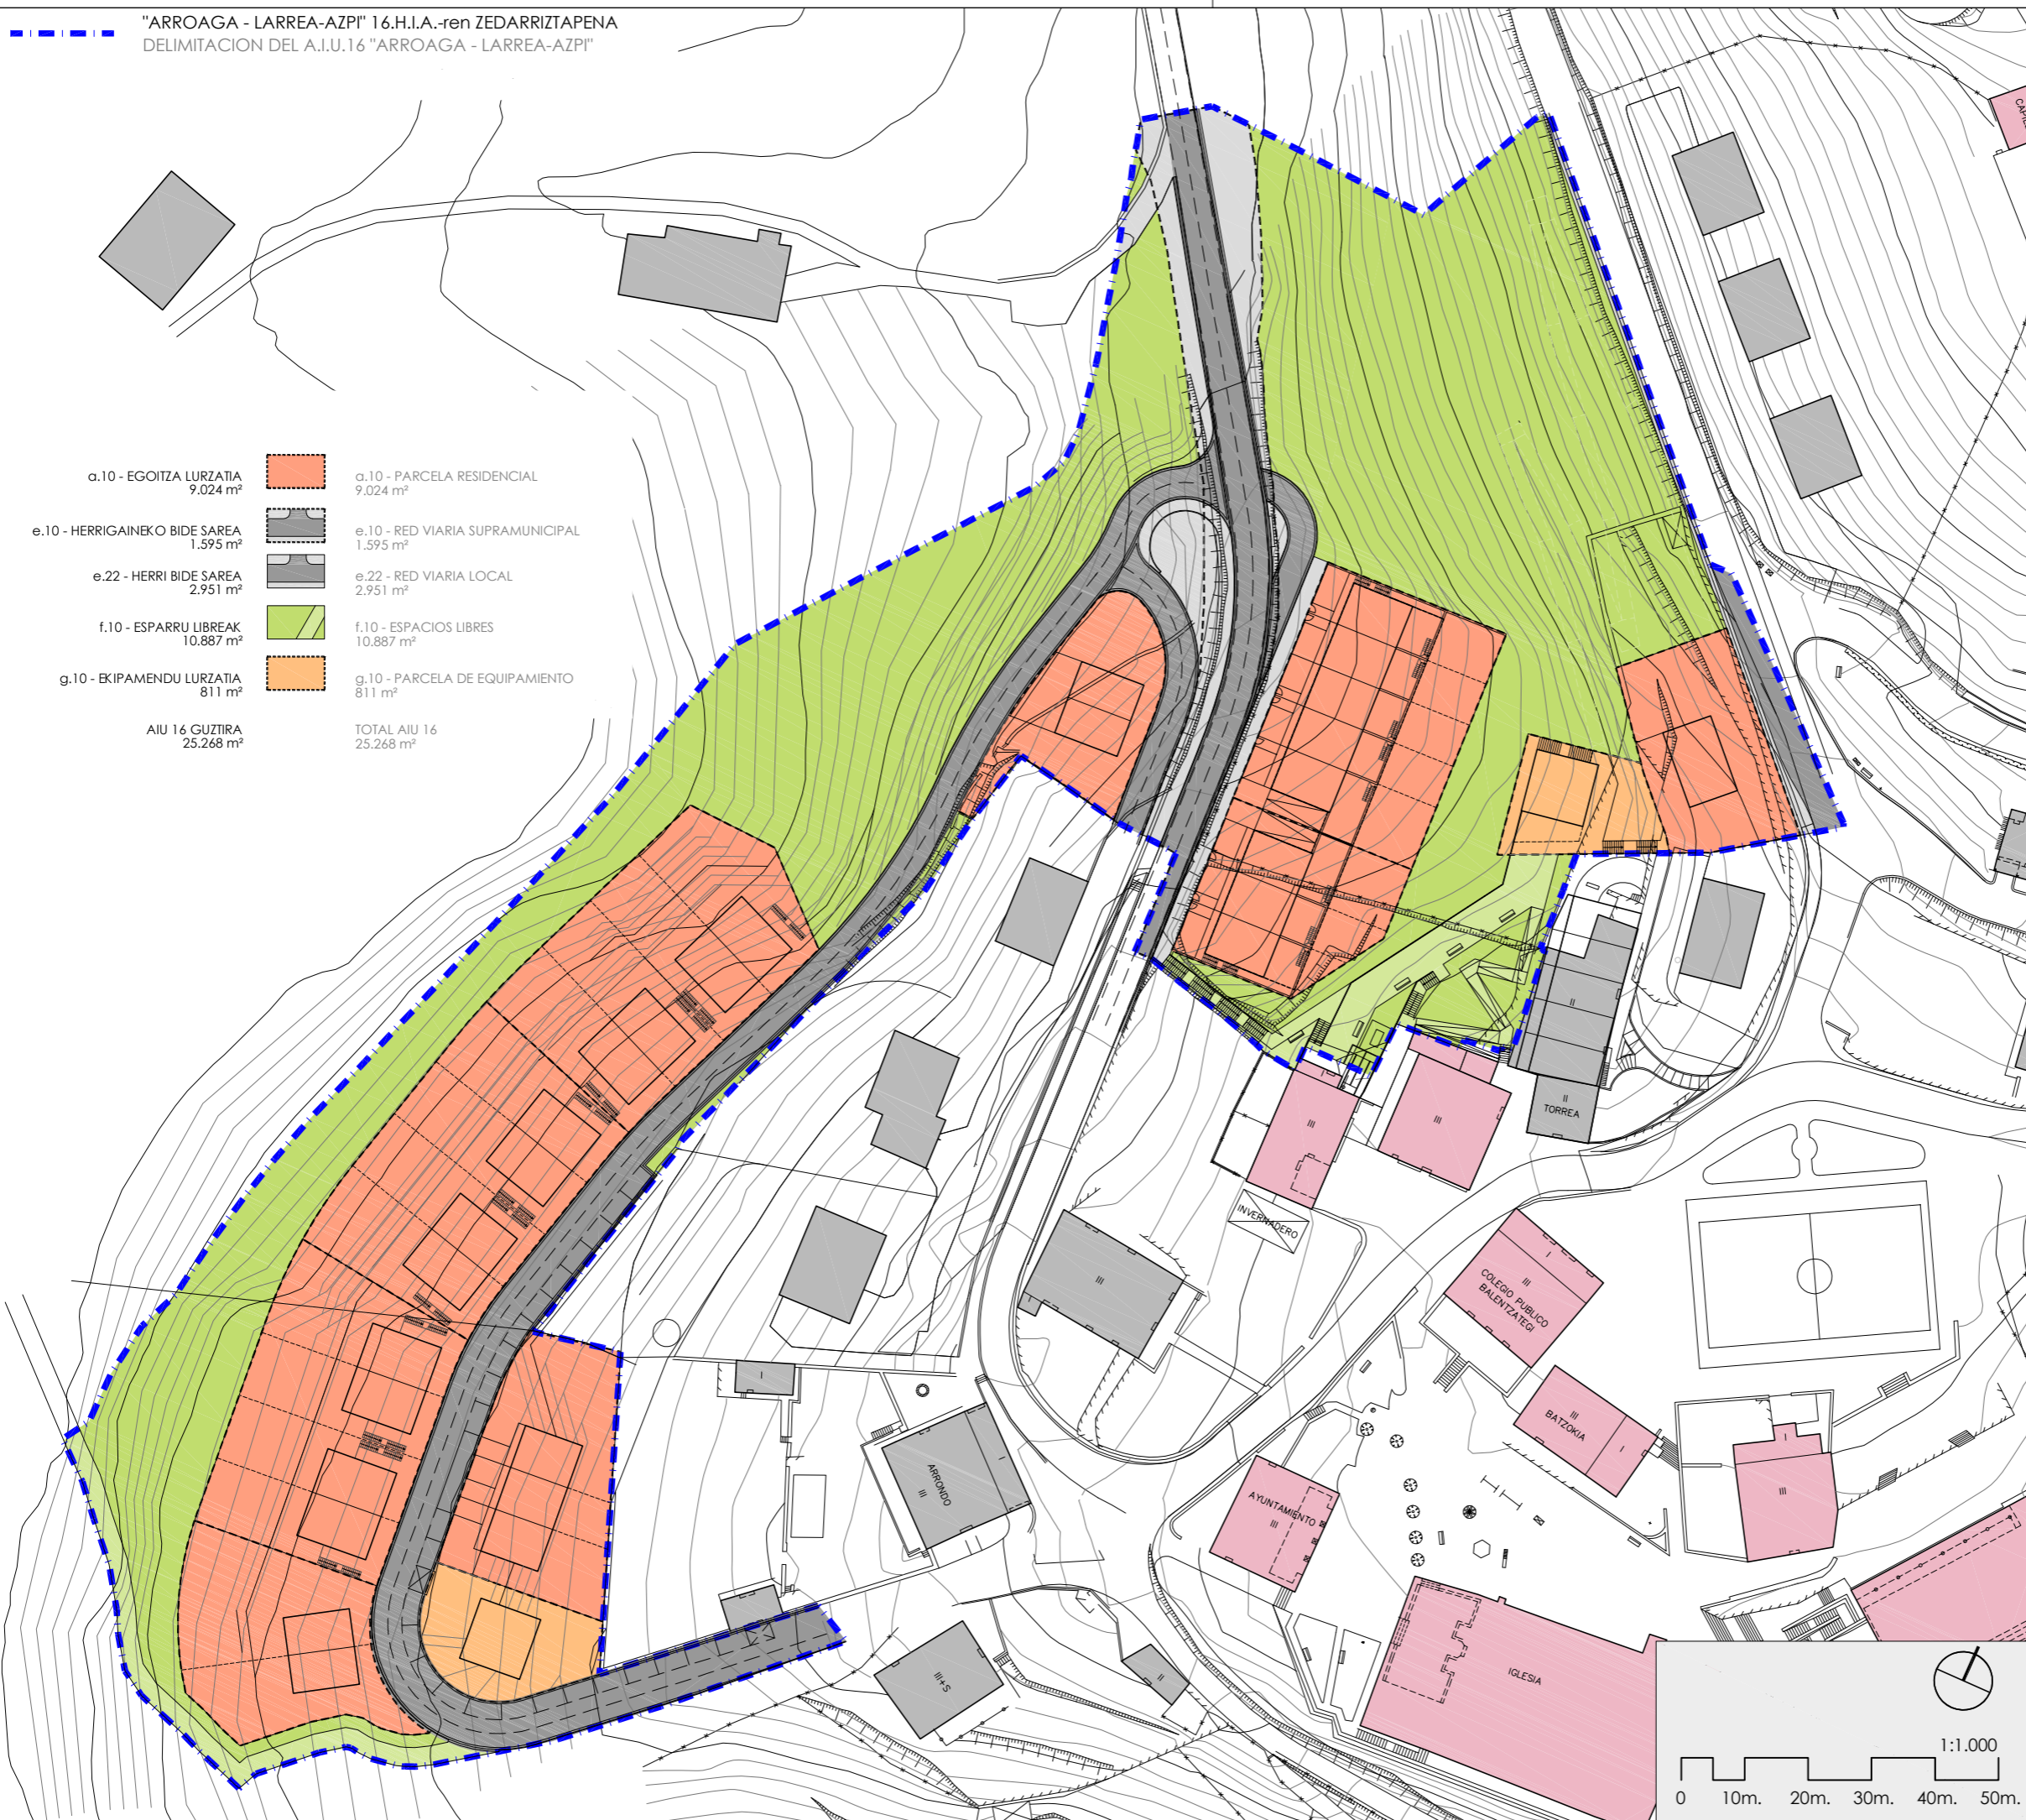 "ARROAGA - LARREA-AZPI" 16.H.I.A.-ren ZEDARRIZTAPENA
DELIMITACION DEL A.I.U.16 "ARROAGA - LARREA-AZPI"
a.10 - EGOITZA LURZATIA
9.024 m²
a.10 - PARCELA RESIDENCIAL
9.024 m²
e.10 - HERRIGAINEKO BIDE SAREA
1.595 m²
e.10 - RED VIARIA SUPRAMUNICIPAL
1.595 m²
e.22 - HERRI BIDE SAREA
2.951 m²
e.22 - RED VIARIA LOCAL
2.951 m²
f.10 - ESPARRU LIBREAK
10.887 m²
f.10 - ESPACIOS LIBRES
10.887 m²
g.10 - EKIPAMENDU LURZATIA
811 m²
g.10 - PARCELA DE EQUIPAMIENTO
811 m²
AIU 16 GUZTIRA
25.268 m²
TOTAL AIU 16
25.268 m²
II
II
TORREA
III
III
INVERNADERO
III
I
III
COLEGIO PUBLICO
BALENTZATEGI
I
III
BATZOKIA
I
I
III
ARRONDO
III
I
AYUNTAMIENTO
III
IGLESIA
III+S
II
1:1.000
0 10m. 20m. 30m. 40m. 50m.